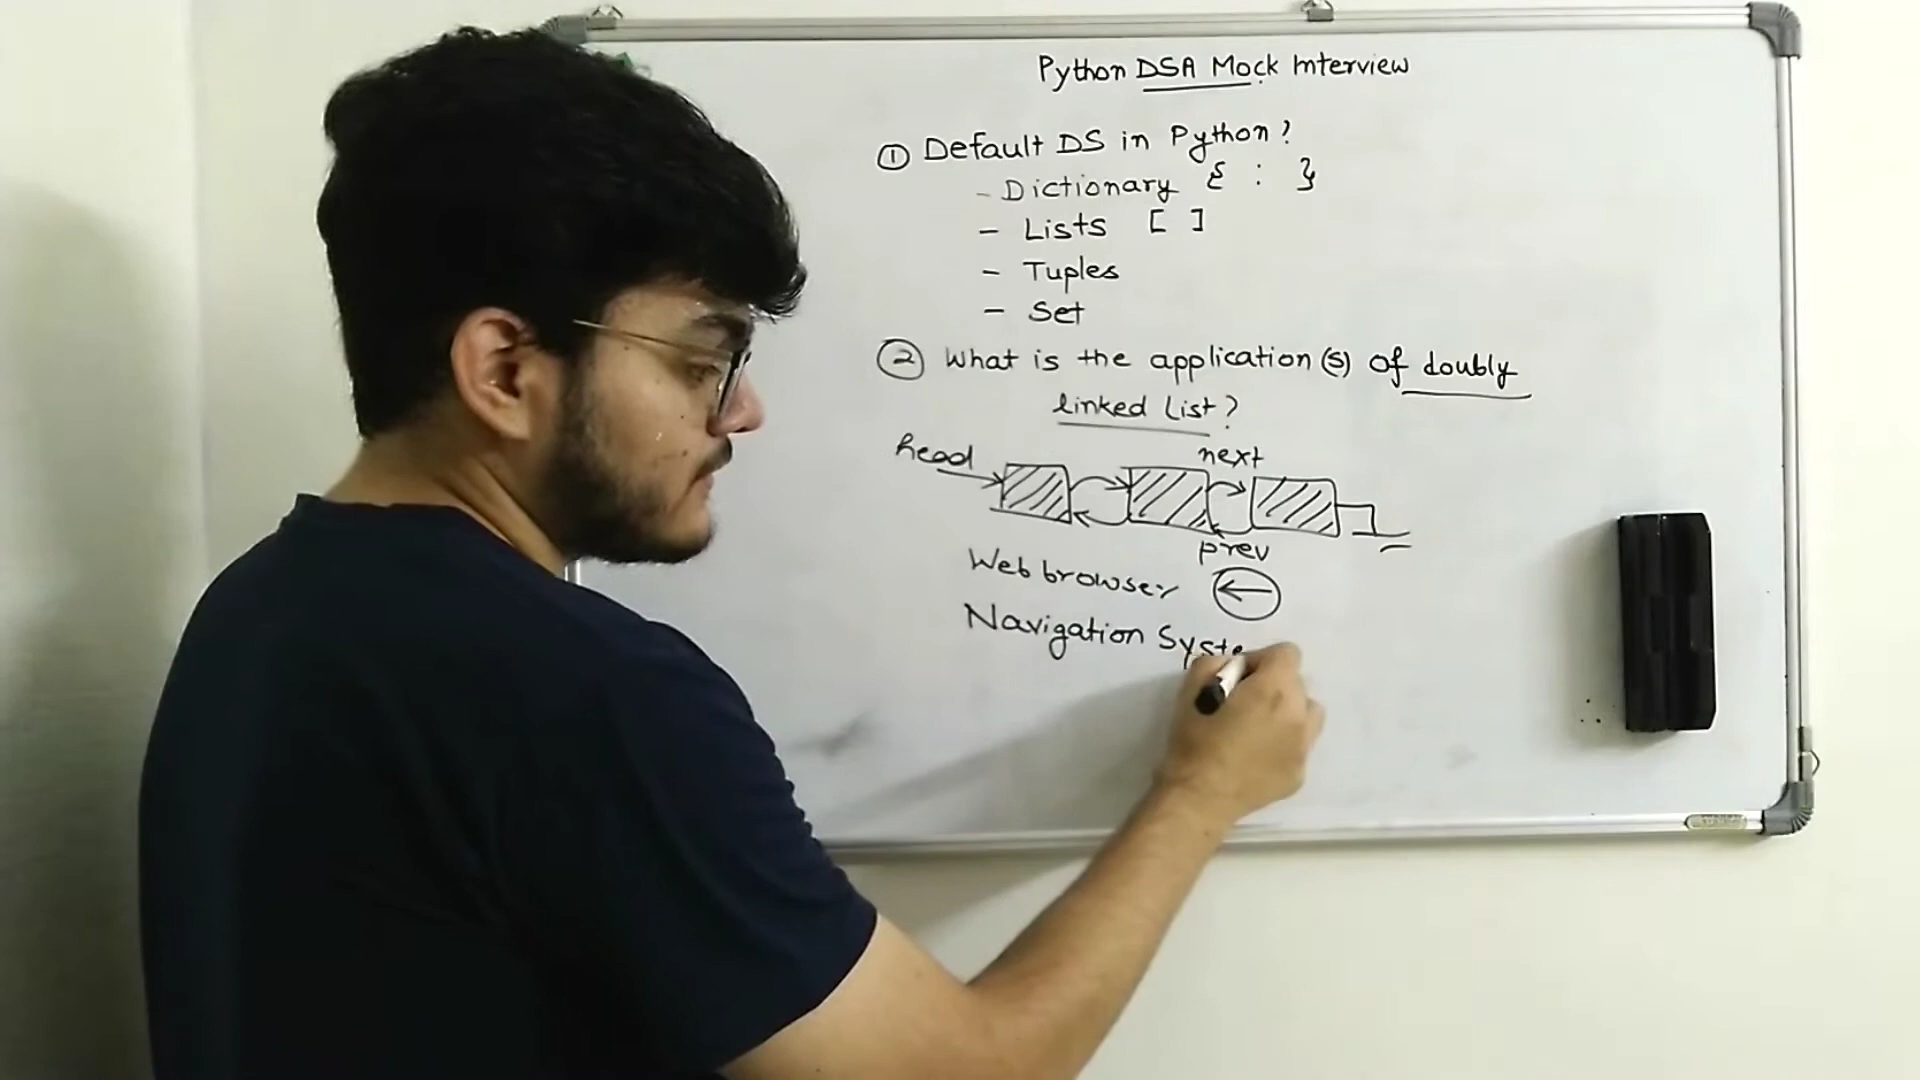 Python DSA Mock Interview
① Default DS in Python?
- Dictionary { : }
- Lists [ ]
- Tuples
- Set
② What is the application(s) of doubly
linked list?
head
next
prev
Web browser ←
Navigation Syste